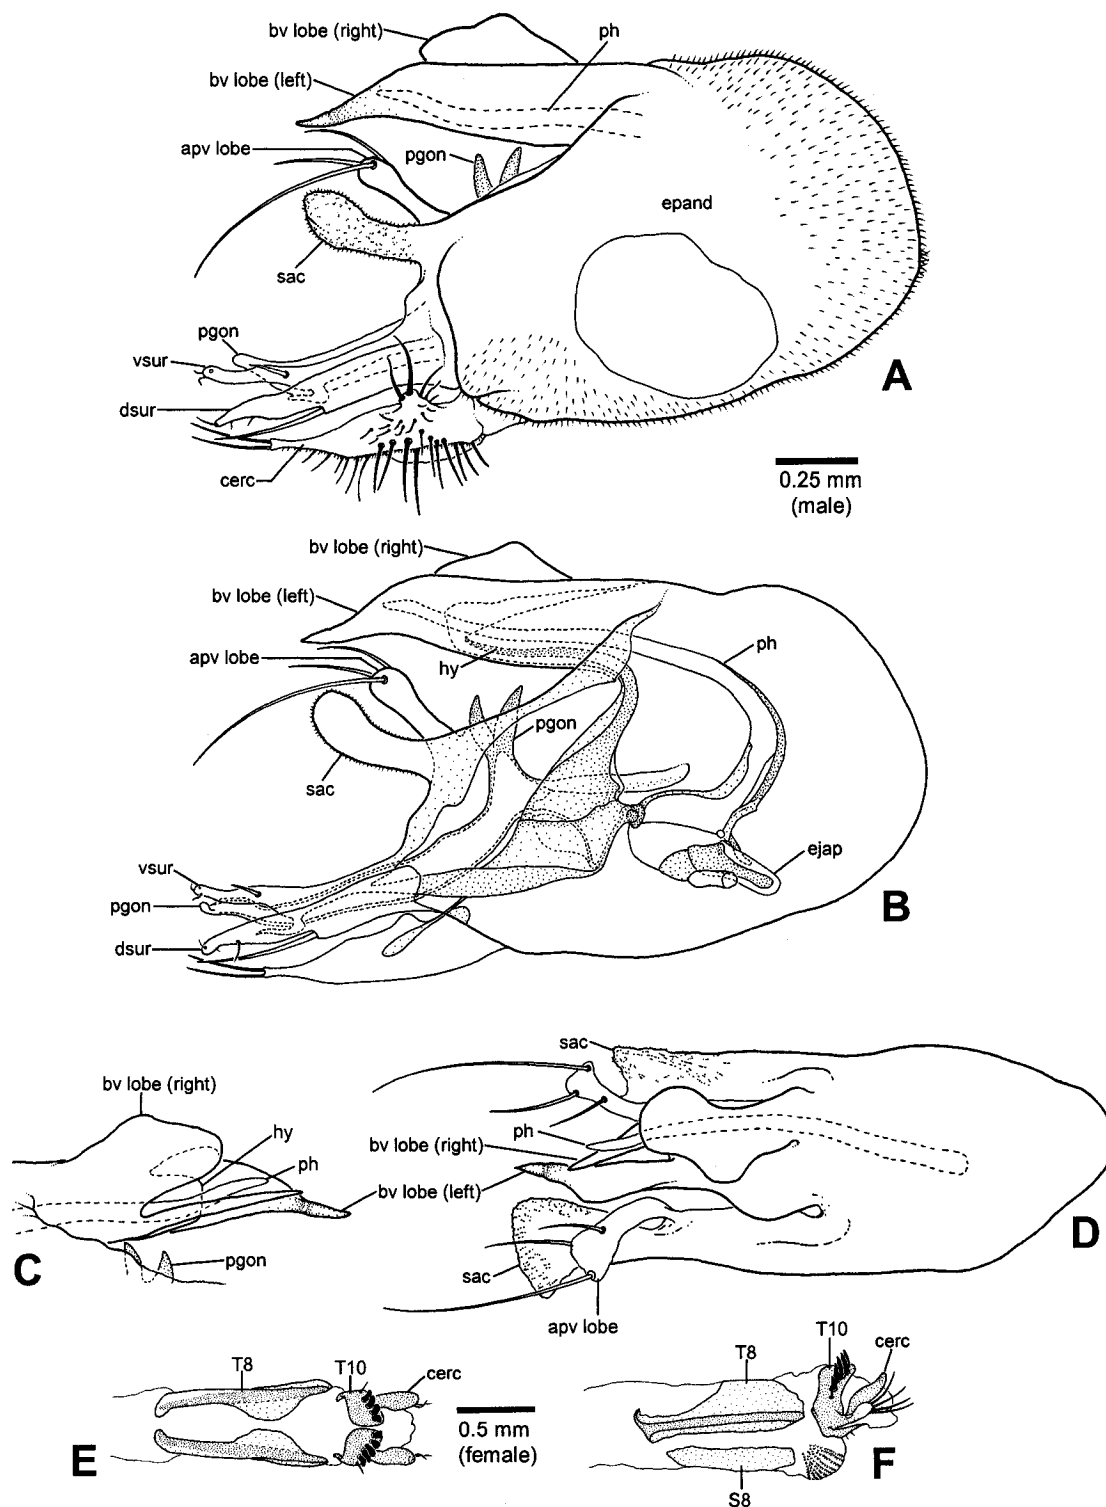 bv lobe (right)
ph
bv lobe (left)
apv lobe
pgon
epand
sac
pgon
vsur
dsur
cerc
A
0.25 mm
(male)
bv lobe (right)
bv lobe (left)
ph
apv lobe
hy
pgon
sac
ejap
vsur
pgon
dsur
B
sac
bv lobe (right)
hy
ph
ph
bv lobe (right)
bv lobe (left)
pgon
C
D
sac
apv lobe
T8
T10
cerc
E
0.5 mm
(female)
T10
cerc
T8
F
S8